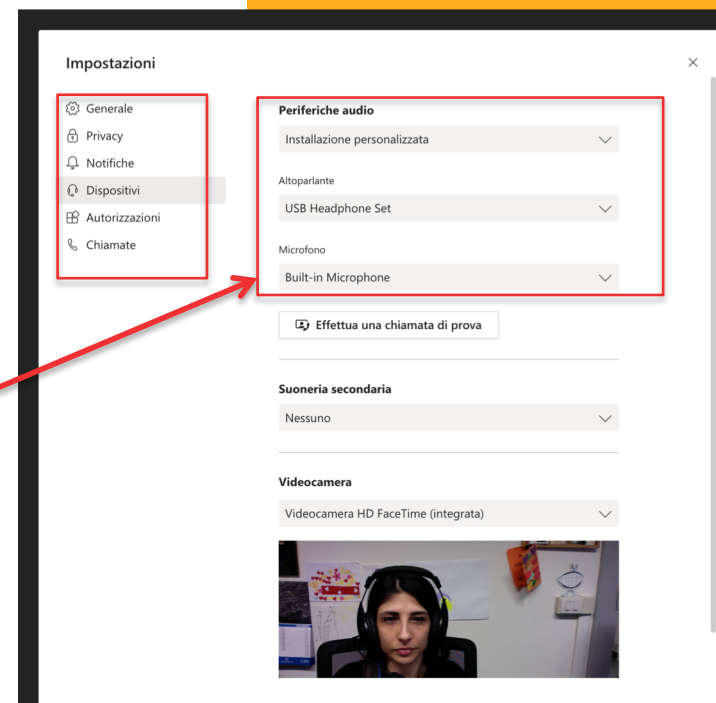 Impostazioni
Generale
Privacy
Notifiche
Dispositivi
Autorizzazioni
Chiamate
Periferiche audio
Installazione personalizzata
Altoparlante
USB Headphone Set
Microfono
Built-in Microphone
Effettua una chiamata di prova
Suoneria secondaria
Nessuno
Videocamera
Videocamera HD FaceTime (integrata)